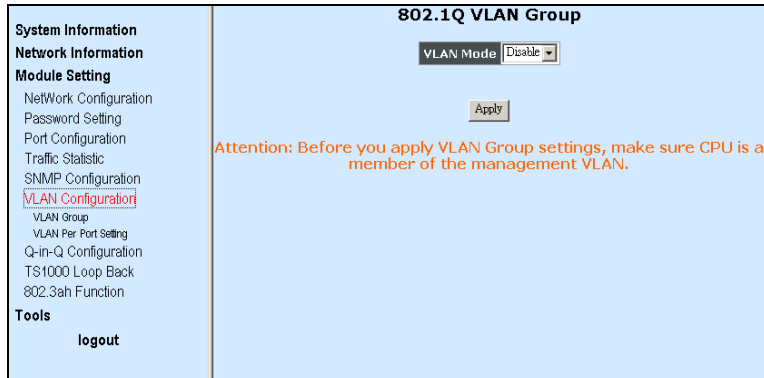 System Information
Network Information
Module Setting
NetWork Configuration
Password Setting
Port Configuration
Traffic Statistic
SNMP Configuration
VLAN Configuration
VLAN Group
VLAN Per Port Setting
Q-in-Q Configuration
TS1000 Loop Back
802.3ah Function
Tools
logout
802.1Q VLAN Group
VLAN Mode Disable
Apply
Attention: Before you apply VLAN Group settings, make sure CPU is a
member of the management VLAN.